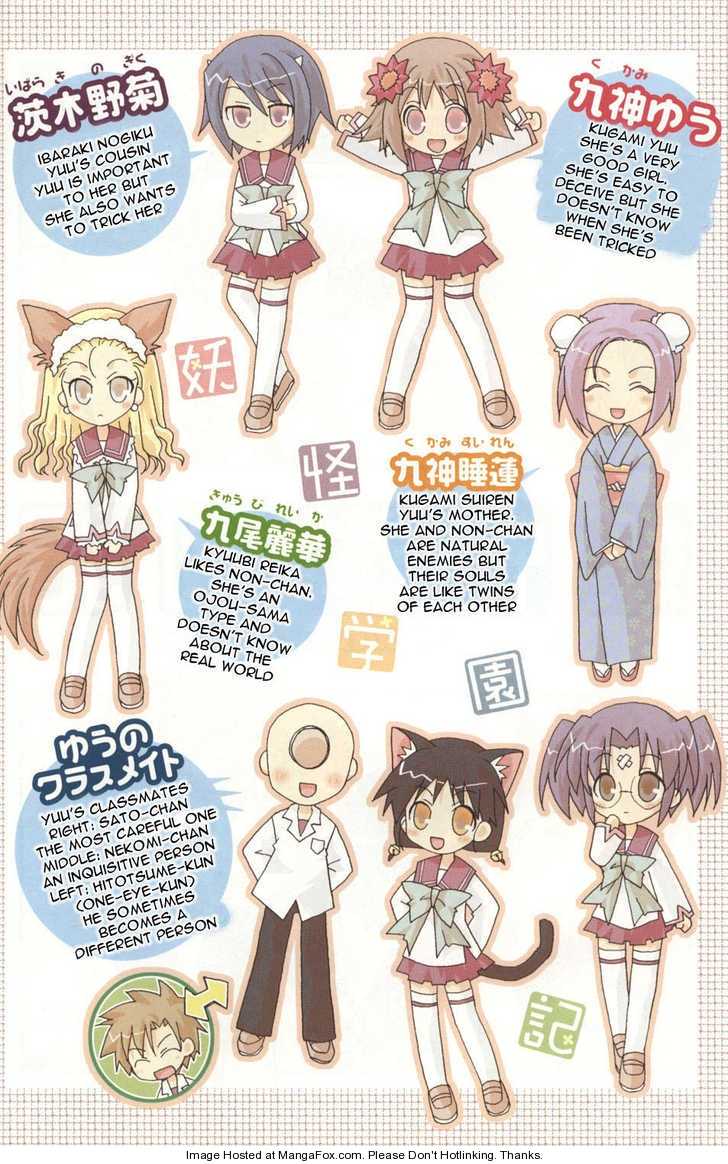 いばら き の ぎく
茨木野菊
IBARAKI NOGIKU
YUU'S COUSIN
YUU IS IMPORTANT
TO HER BUT
SHE ALSO WANTS
TO TRICK HER
く かみ
九神ゆう
KUGAMI YUU
SHE'S A VERY
GOOD GIRL.
SHE'S EASY TO
DECEIVE BUT SHE
DOESN'T KNOW
WHEN SHE'S
BEEN TRICKED
妖
怪
く かみ すい れん
九神睡蓮
KUGAMI SUIREN
YUU'S MOTHER.
SHE AND NON-CHAN
ARE NATURAL
ENEMIES BUT
THEIR SOULS
ARE LIKE TWINS
OF EACH OTHER
きゅう び れい か
九尾麗華
KYUUBI REIKA
LIKES NON-CHAN.
SHE'S AN
OJOU-SAMA
TYPE AND
DOESN'T KNOW
ABOUT THE
REAL WORLD
学
園
ゆうの
クラスメイト
YUU'S CLASSMATES
RIGHT: SATO-CHAN
THE MOST CAREFUL ONE
MIDDLE: NEKOMI-CHAN
AN INQUISITIVE PERSON
LEFT: HITOTSUME-KUN
(ONE-EYE-KUN)
HE SOMETIMES
BECOMES A
DIFFERENT PERSON
記
Image Hosted at MangaFox.com. Please Don't Hotlinking. Thanks.